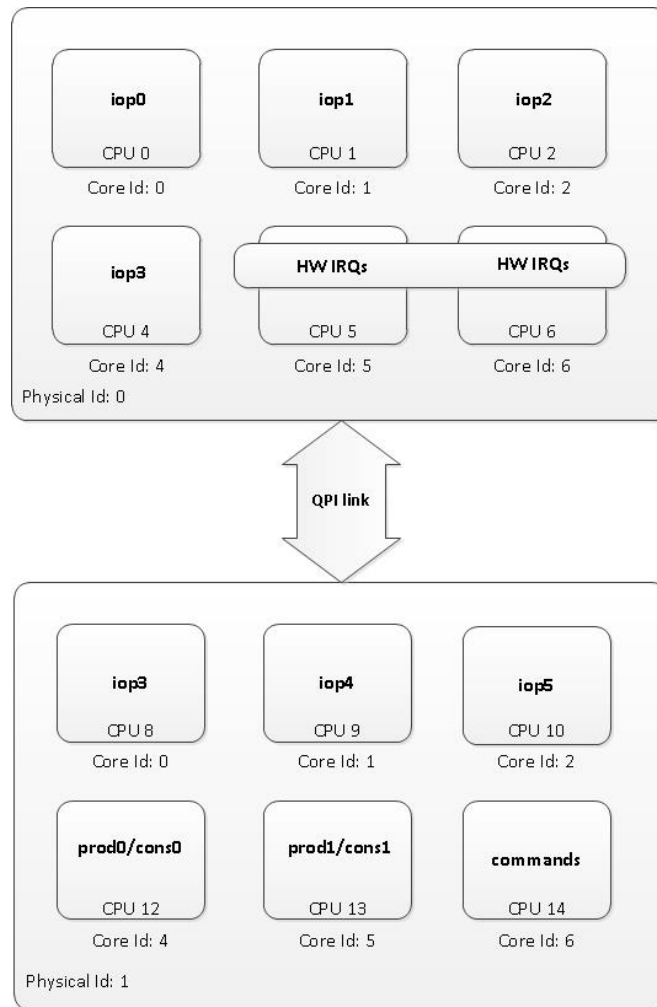 iop0
iop1
iop2
CPU 0
CPU 1
CPU 2
Core Id: 0
Core Id: 1
Core Id: 2
iop3
HW IRQs
HW IRQs
CPU 4
CPU 5
CPU 6
Core Id: 4
Core Id: 5
Core Id: 6
Physical Id: 0
QPI link
iop3
iop4
iop5
CPU 8
CPU 9
CPU 10
Core Id: 0
Core Id: 1
Core Id: 2
prod0/cons0
prod1/cons1
commands
CPU 12
CPU 13
CPU 14
Core Id: 4
Core Id: 5
Core Id: 6
Physical Id: 1